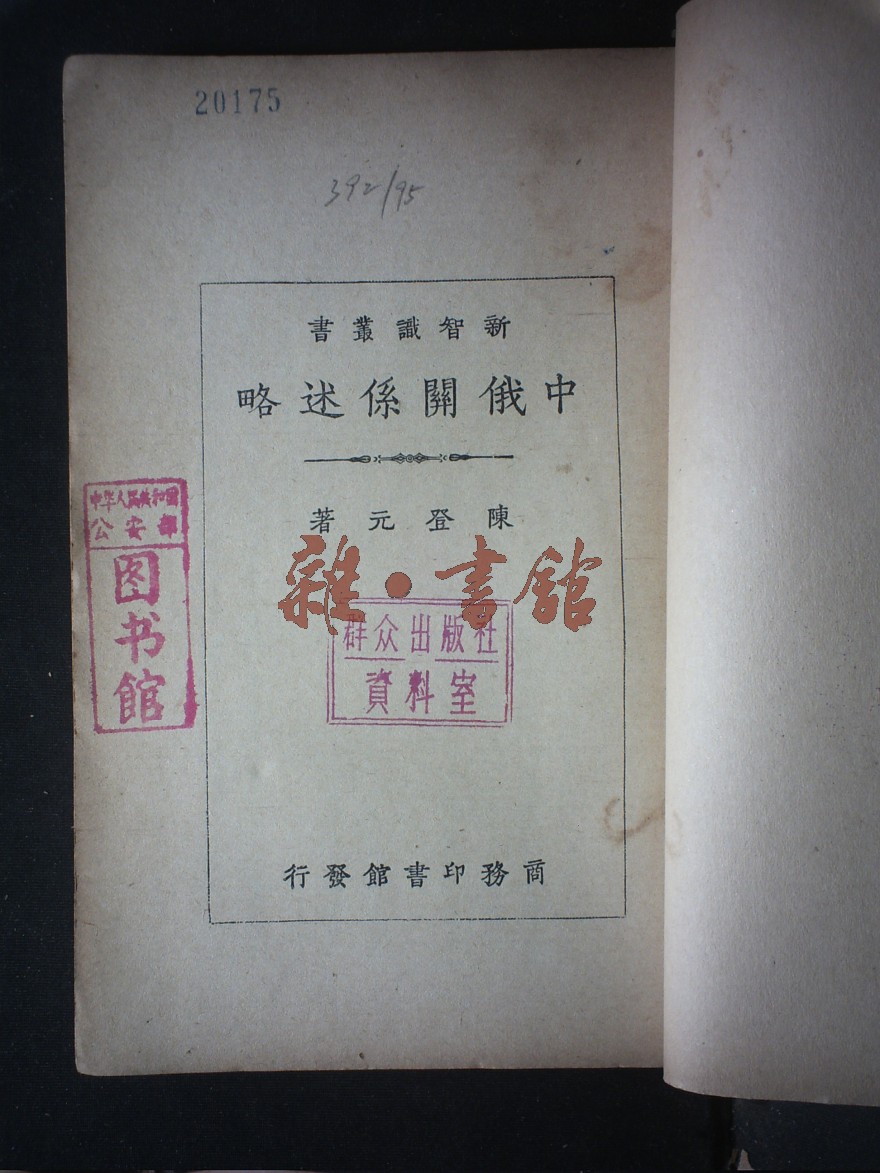 20175
392/95
新智識叢書
中俄關係述略
陳登元著
雜·書館
中华人民共和国
公安部
图书館
群众出版社
資料室
商務印書館發行